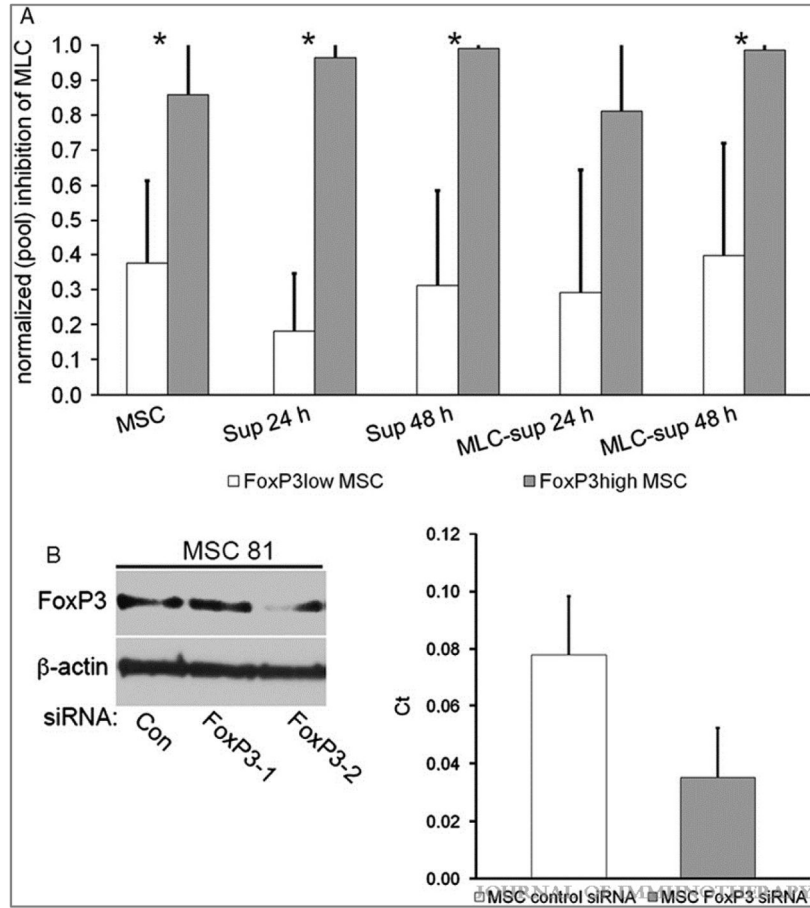 A
normalized (pool) inhibition of MLC
1.0
0.9
0.8
0.7
0.6
0.5
0.4
0.3
0.2
0.1
0.0
* * * *
MSC Sup 24 h Sup 48 h MLC-sup 24 h MLC-sup 48 h
FoxP3low MSC FoxP3high MSC
B
MSC 81
FoxP3
β-actin
siRNA: Con FoxP3-1 FoxP3-2
Ct
0.12
0.10
0.08
0.06
0.04
0.02
0.00
JOURNAL OF IMMUNOTHERAPY
MSC control siRNA MSC FoxP3 siRNA